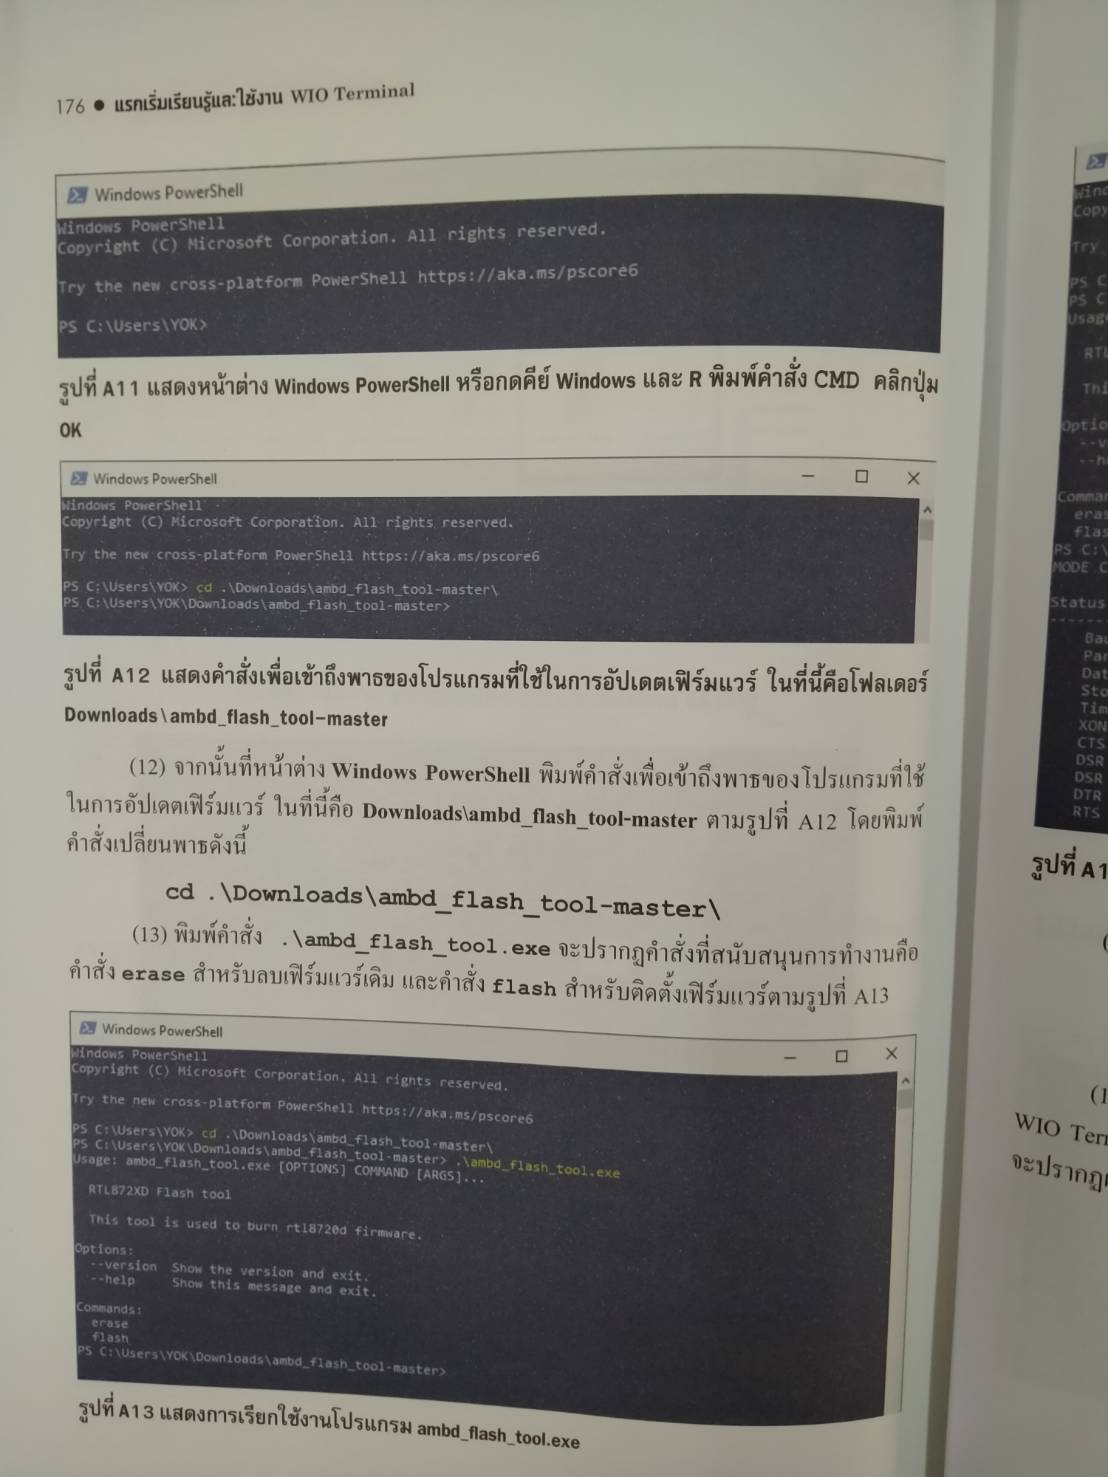 176 ● แรกเริ่มเรียนรู้และใช้งาน WIO Terminal
Windows PowerShell
Windows PowerShell
Copyright (C) Microsoft Corporation. All rights reserved.
Try the new cross-platform PowerShell https://aka.ms/pscore6
PS C:\Users\YOK>
รูปที่ A11 แสดงหน้าต่าง Windows PowerShell หรือกดคีย์ Windows และ R พิมพ์คำสั่ง CMD คลิกปุ่ม
OK
Windows PowerShell
Windows PowerShell
Copyright (C) Microsoft Corporation. All rights reserved.
Try the new cross-platform PowerShell https://aka.ms/pscore6
PS C:\Users\YOK> cd .\Downloads\ambd_flash_tool-master\
PS C:\Users\YOK\Downloads\ambd_flash_tool-master>
รูปที่ A12 แสดงคำสั่งเพื่อเข้าถึงพาธของโปรแกรมที่ใช้ในการอัปเดตเฟิร์มแวร์ ในที่นี้คือโฟลเดอร์
Downloads\ambd_flash_tool-master
(12) จากนั้นที่หน้าต่าง Windows PowerShell พิมพ์คำสั่งเพื่อเข้าถึงพาธของโปรแกรมที่ใช้
ในการอัปเดตเฟิร์มแวร์ ในที่นี้คือ Downloads\ambd_flash_tool-master ตามรูปที่ A12 โดยพิมพ์
คำสั่งเปลี่ยนพาธดังนี้
cd .\Downloads\ambd_flash_tool-master\
(13) พิมพ์คำสั่ง .\ambd_flash_tool.exe จะปรากฏคำสั่งที่สนับสนุนการทำงานคือ
คำสั่ง erase สำหรับลบเฟิร์มแวร์เดิม และคำสั่ง flash สำหรับติดตั้งเฟิร์มแวร์ตามรูปที่ A13
Windows PowerShell
Windows PowerShell
Copyright (C) Microsoft Corporation. All rights reserved.
Try the new cross-platform PowerShell https://aka.ms/pscore6
PS C:\Users\YOK> cd .\Downloads\ambd_flash_tool-master\
PS C:\Users\YOK\Downloads\ambd_flash_tool-master> .\ambd_flash_tool.exe
Usage: ambd_flash_tool.exe [OPTIONS] COMMAND [ARGS]...
RTL872XD Flash tool
This tool is used to burn rtl8720d firmware.
Options:
--version Show the version and exit.
--help Show this message and exit.
Commands:
erase
flash
PS C:\Users\YOK\Downloads\ambd_flash_tool-master>
รูปที่ A13 แสดงการเรียกใช้งานโปรแกรม ambd_flash_tool.exe
Try
PS C
PS C
RTL
--v
PS C:\
MODE C
Status
XON
CTS
DSR
DSR
DTR
RTS
รูปที่ A1
WIO Ter
จะปรากฏ